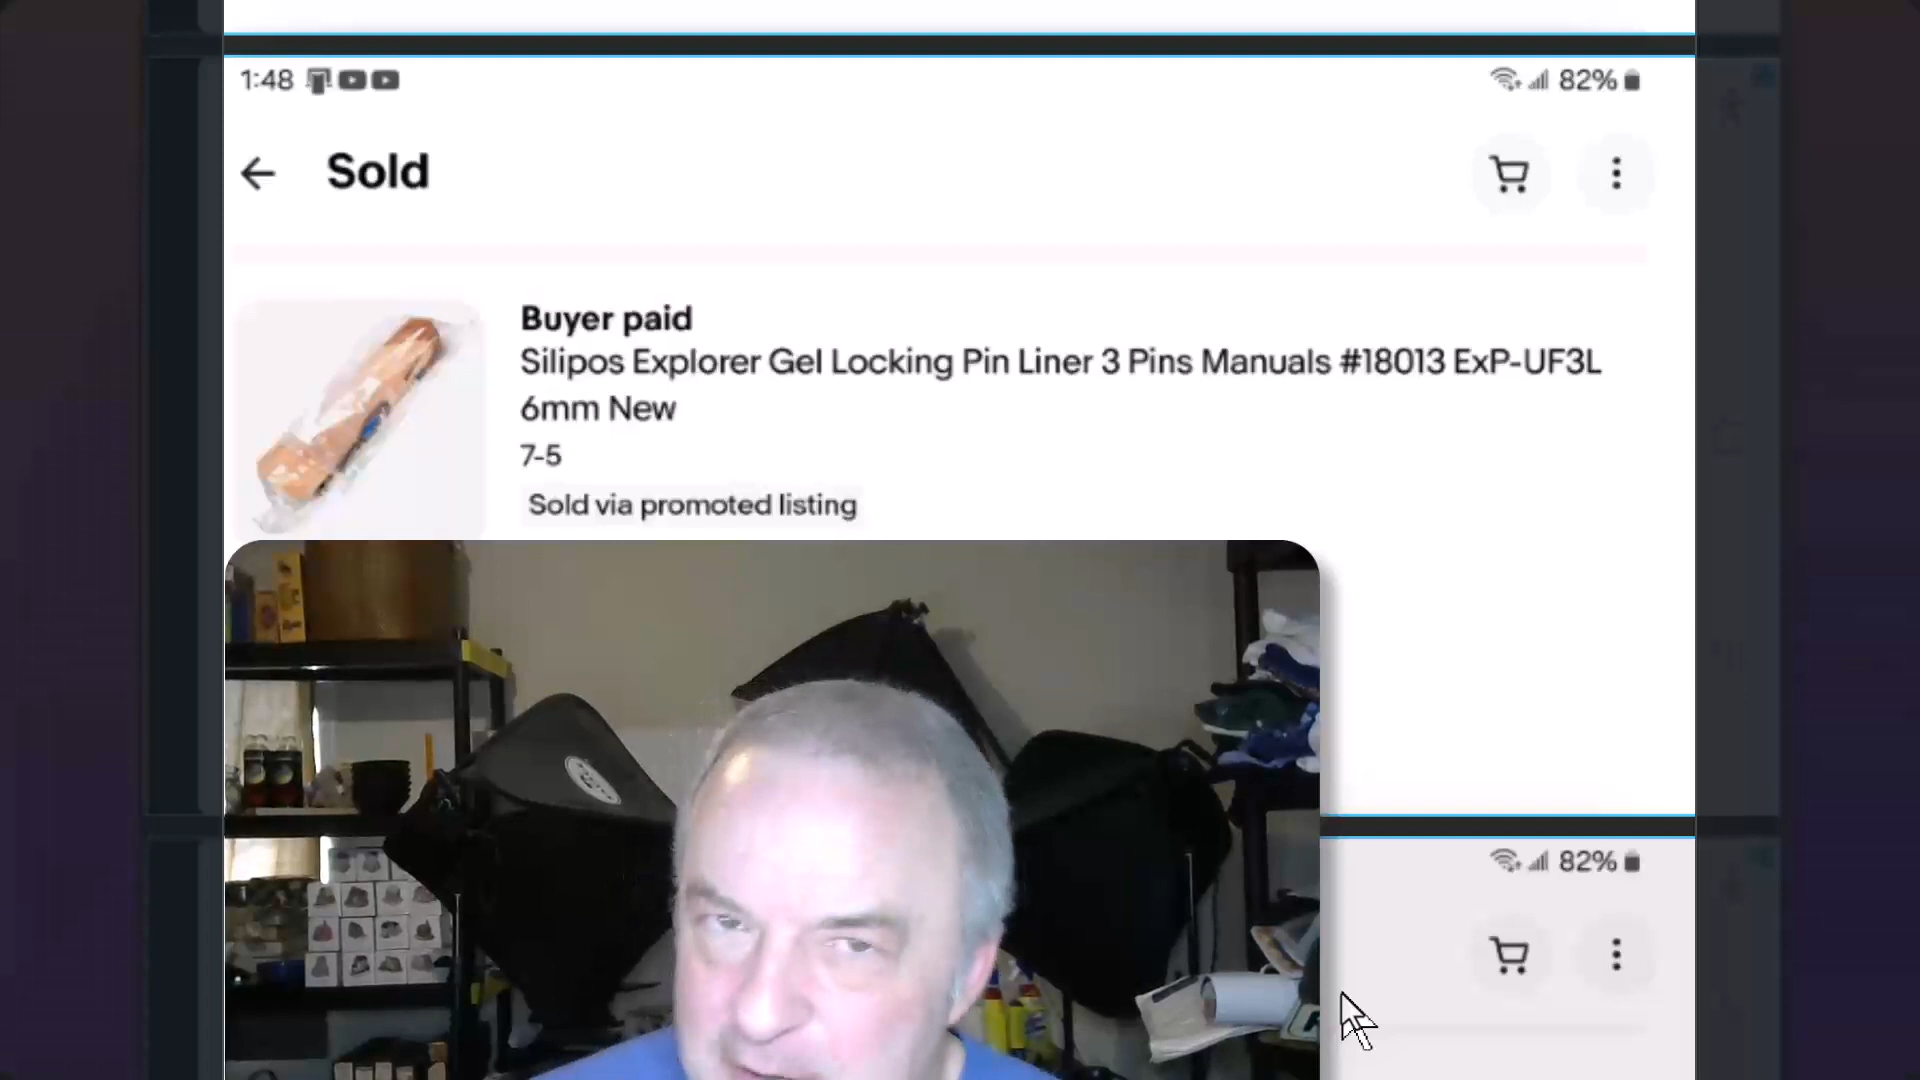 1:48
82%
Sold
Buyer paid
Silipos Explorer Gel Locking Pin Liner 3 Pins Manuals #18013 ExP-UF3L
6mm New
7-5
Sold via promoted listing
82%